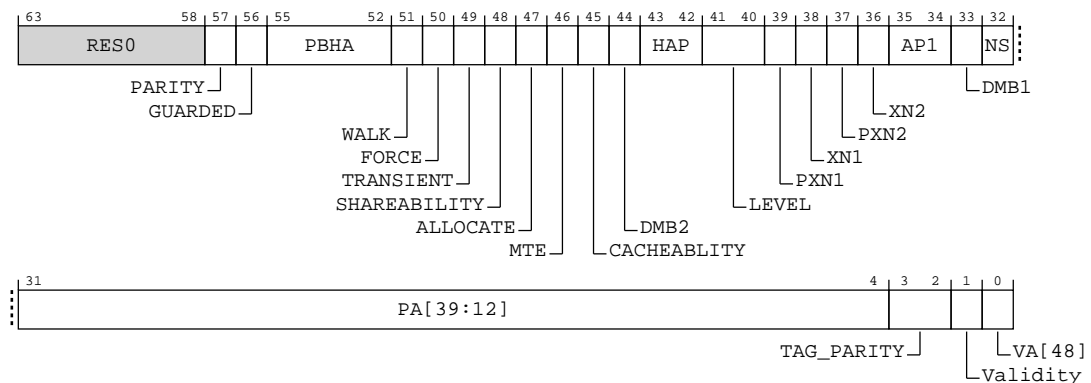 63 58 57 56 55 52 51 50 49 48 47 46 45 44 43 42 41 40 39 38 37 36 35 34 33 32
RES0 PBHA HAP AP1 NS
PARITY DMB1
GUARDED XN2
WALK PXN2
FORCE XN1
TRANSIENT PXN1
SHAREABILITY LEVEL
ALLOCATE DMB2
MTE CACHEABLITY
31 4 3 2 1 0
PA[39:12]
TAG_PARITY VA[48]
Validity